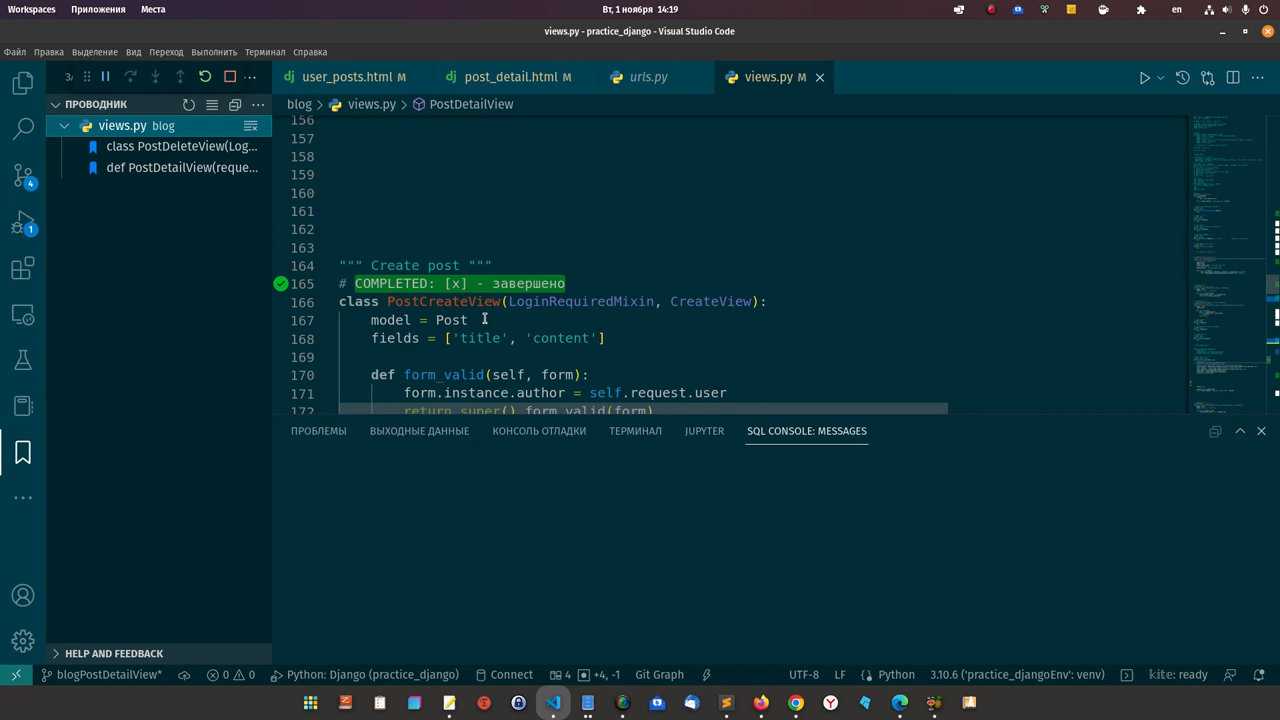 Workspaces Приложения Места Вт, 1 ноября 14:19 en
views.py - practice_django - Visual Studio Code
Файл Правка Выделение Вид Переход Выполнить Терминал Справка
3/ user_posts.html M post_detail.html M urls.py views.py M
ПРОВОДНИК
blog > views.py > PostDetailView
views.py blog
class PostDeleteView(Log...
def PostDetailView(reque...
4
1
156
157
158
159
160
161
162
163
164 """ Create post """
165 # COMPLETED: [x] - завершено
166 class PostCreateView(LoginRequiredMixin, CreateView):
167 model = Post
168 fields = ['title', 'content']
169
170 def form_valid(self, form):
171 form.instance.author = self.request.user
172 return super().form_valid(form)
ПРОБЛЕМЫ ВЫХОДНЫЕ ДАННЫЕ КОНСОЛЬ ОТЛАДКИ ТЕРМИНАЛ JUPYTER SQL CONSOLE: MESSAGES
HELP AND FEEDBACK
blogPostDetailView* 0 0 Python: Django (practice_django) Connect 4 +4, -1 Git Graph UTF-8 LF Python 3.10.6 ('practice_djangoEnv': venv) kite: ready